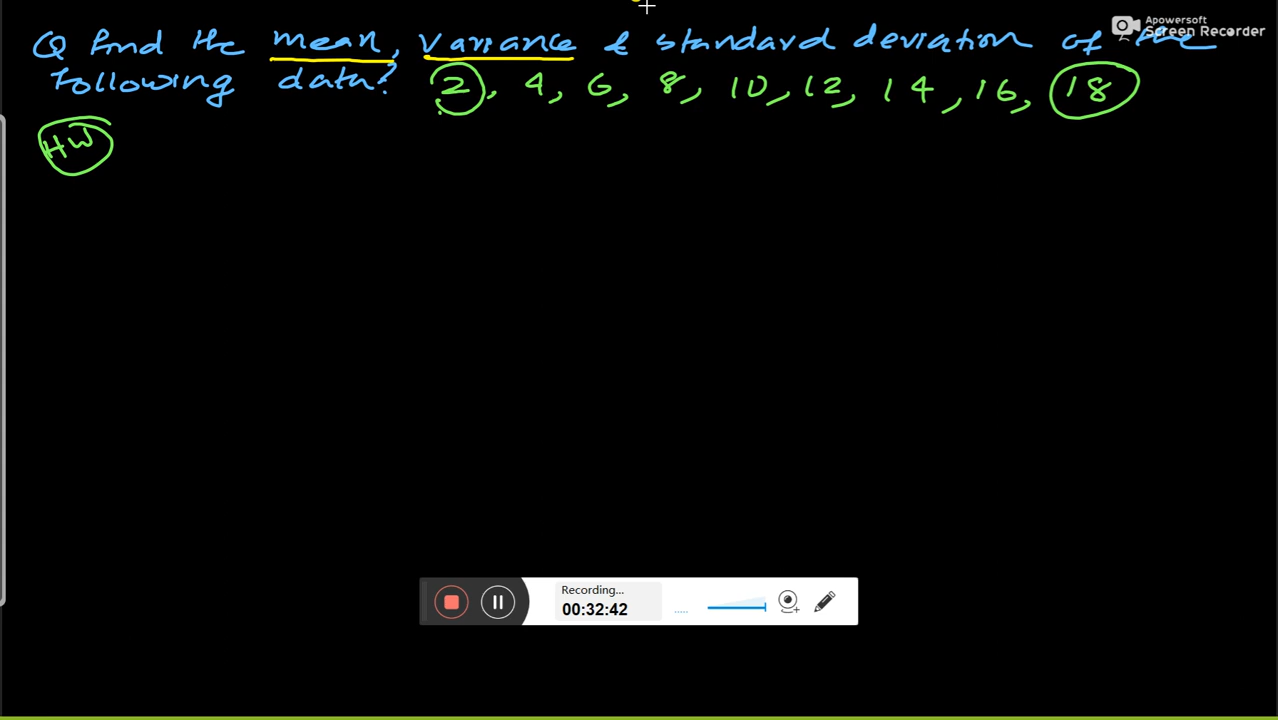 Apowersoft
Screen Recorder
Q find the mean, variance & standard deviation of the
following data? 2, 4, 6, 8, 10, 12, 14, 16, 18
HW
Recording...
00:32:42